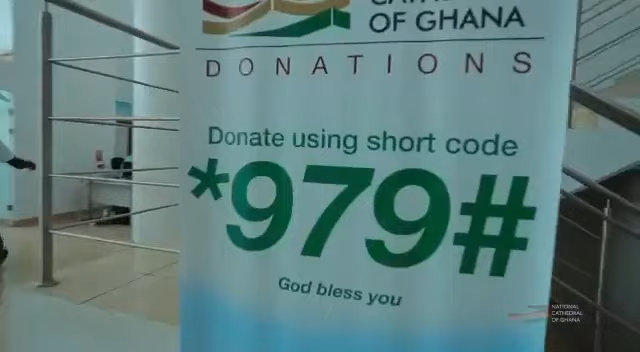 OF GHANA
DONATIONS
Donate using short code
*979#
God bless you
NATIONAL
CATHEDRAL
OF GHANA